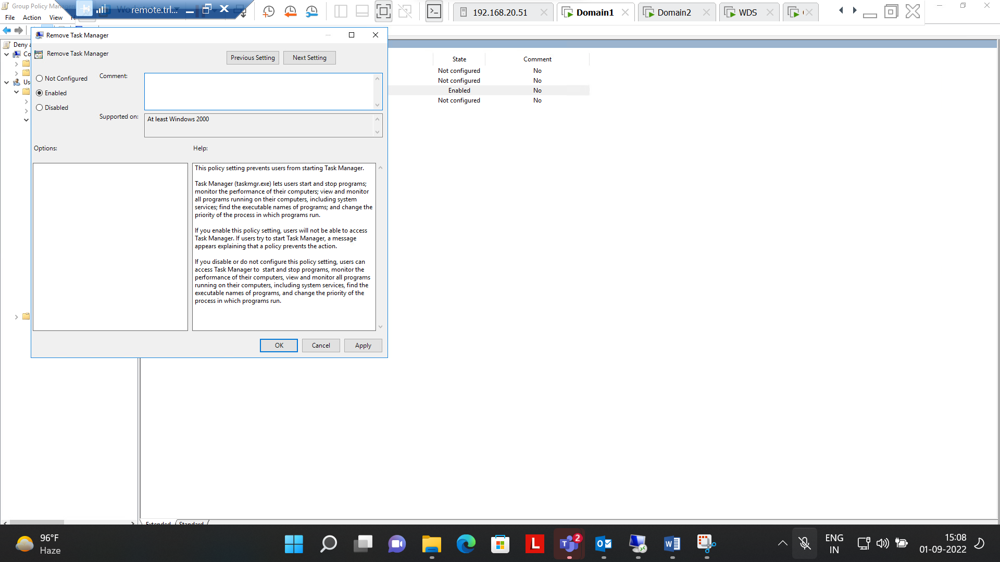 Group Policy Manage
remote.trl...
192.168.20.51
Domain1
Domain2
WDS
File
Action
View
Remove Task Manager
Deny a
Co
Us
Remove Task Manager
Previous Setting
Next Setting
Not Configured
Enabled
Disabled
Comment:
Supported on:
At least Windows 2000
Options:
Help:
This policy setting prevents users from starting Task Manager.
Task Manager (taskmgr.exe) lets users start and stop programs;
monitor the performance of their computers; view and monitor
all programs running on their computers, including system
services; find the executable names of programs; and change the
priority of the process in which programs run.
If you enable this policy setting, users will not be able to access
Task Manager. If users try to start Task Manager, a message
appears explaining that a policy prevents the action.
If you disable or do not configure this policy setting, users can
access Task Manager to  start and stop programs, monitor the
performance of their computers, view and monitor all programs
running on their computers, including system services, find the
executable names of programs, and change the priority of the
process in which programs run.
OK
Cancel
Apply
State
Comment
Not configured
No
Not configured
No
Enabled
No
Not configured
No
Extended
Standard
96°F
Haze
L
T
2
O
W
ENG
IN
15:08
01-09-2022